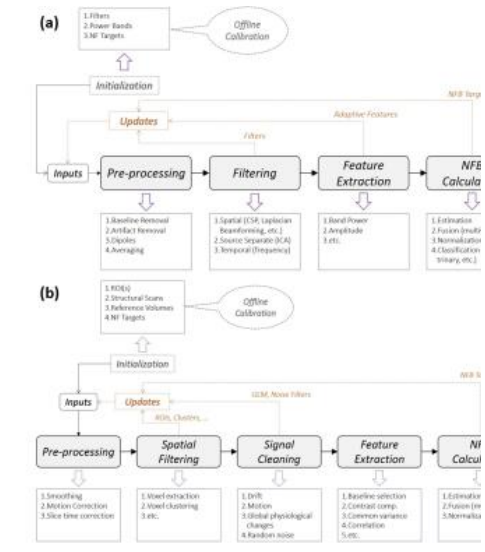 (a)
1.Filters
2.Power Bands
3.NF Targets
Offline
Calibration
Initialization
NFB Targ
Updates
Adaptive Features
Filters
Inputs
Pre-processing
Filtering
Feature
Extraction
NFB
Calcula
1.Baseline Removal
2.Artifact Removal
3.Dipoles
4.Averaging
1.Spatial (CSP, Laplacian
Beamforming, etc.)
2.Source Separate (ICA)
3.Temporal (frequency)
1.Band Power
2.Amplitude
3.etc.
1.Estimation
2.Fusion (multi
3.Normalization
4.Classification
trinary, etc.)
(b)
1.ROI(s)
2.Structural Scans
3.Reference Volumes
4.NF Targets
Offline
Calibration
Initialization
Inputs
Updates
GLM, Noise Filters
ROIs, Clusters, ...
Pre-processing
Spatial
Filtering
Signal
Cleaning
Feature
Extraction
NF
Calcul
1.Smoothing
2.Motion Correction
3.Slice time correction
1.Voxel extraction
2.Voxel clustering
3.etc.
1.Drift
2.Motion
3.Global physiological
changes
4.Random noise
1.Baseline selection
2.Contrast comp.
3.Common variance
4.Correlation
5.etc.
1.Estimation
2.Fusion (m
3.Normaliza